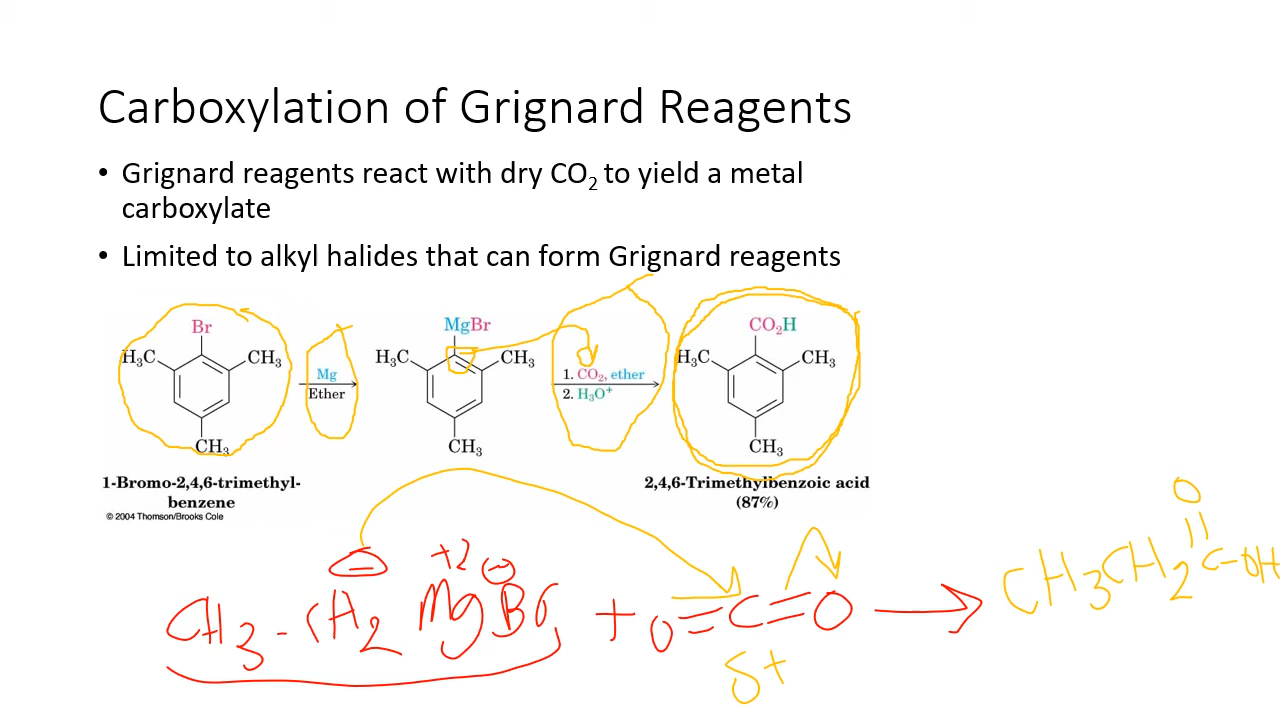 Carboxylation of Grignard Reagents
• Grignard reagents react with dry CO₂ to yield a metal
carboxylate
• Limited to alkyl halides that can form Grignard reagents
Br
H₃C
CH₃
CH₃
Mg
Ether
MgBr
H₃C
CH₃
CH₃
1. CO₂, ether
2. H₃O⁺
CO₂H
H₃C
CH₃
CH₃
1-Bromo-2,4,6-trimethyl-
benzene
© 2004 Thomson/Brooks Cole
2,4,6-Trimethylbenzoic acid
(87%)
− +2 −
CH₃-CH₂ MgBr + O=C=O
δ+
O
CH₃CH₂C-OH